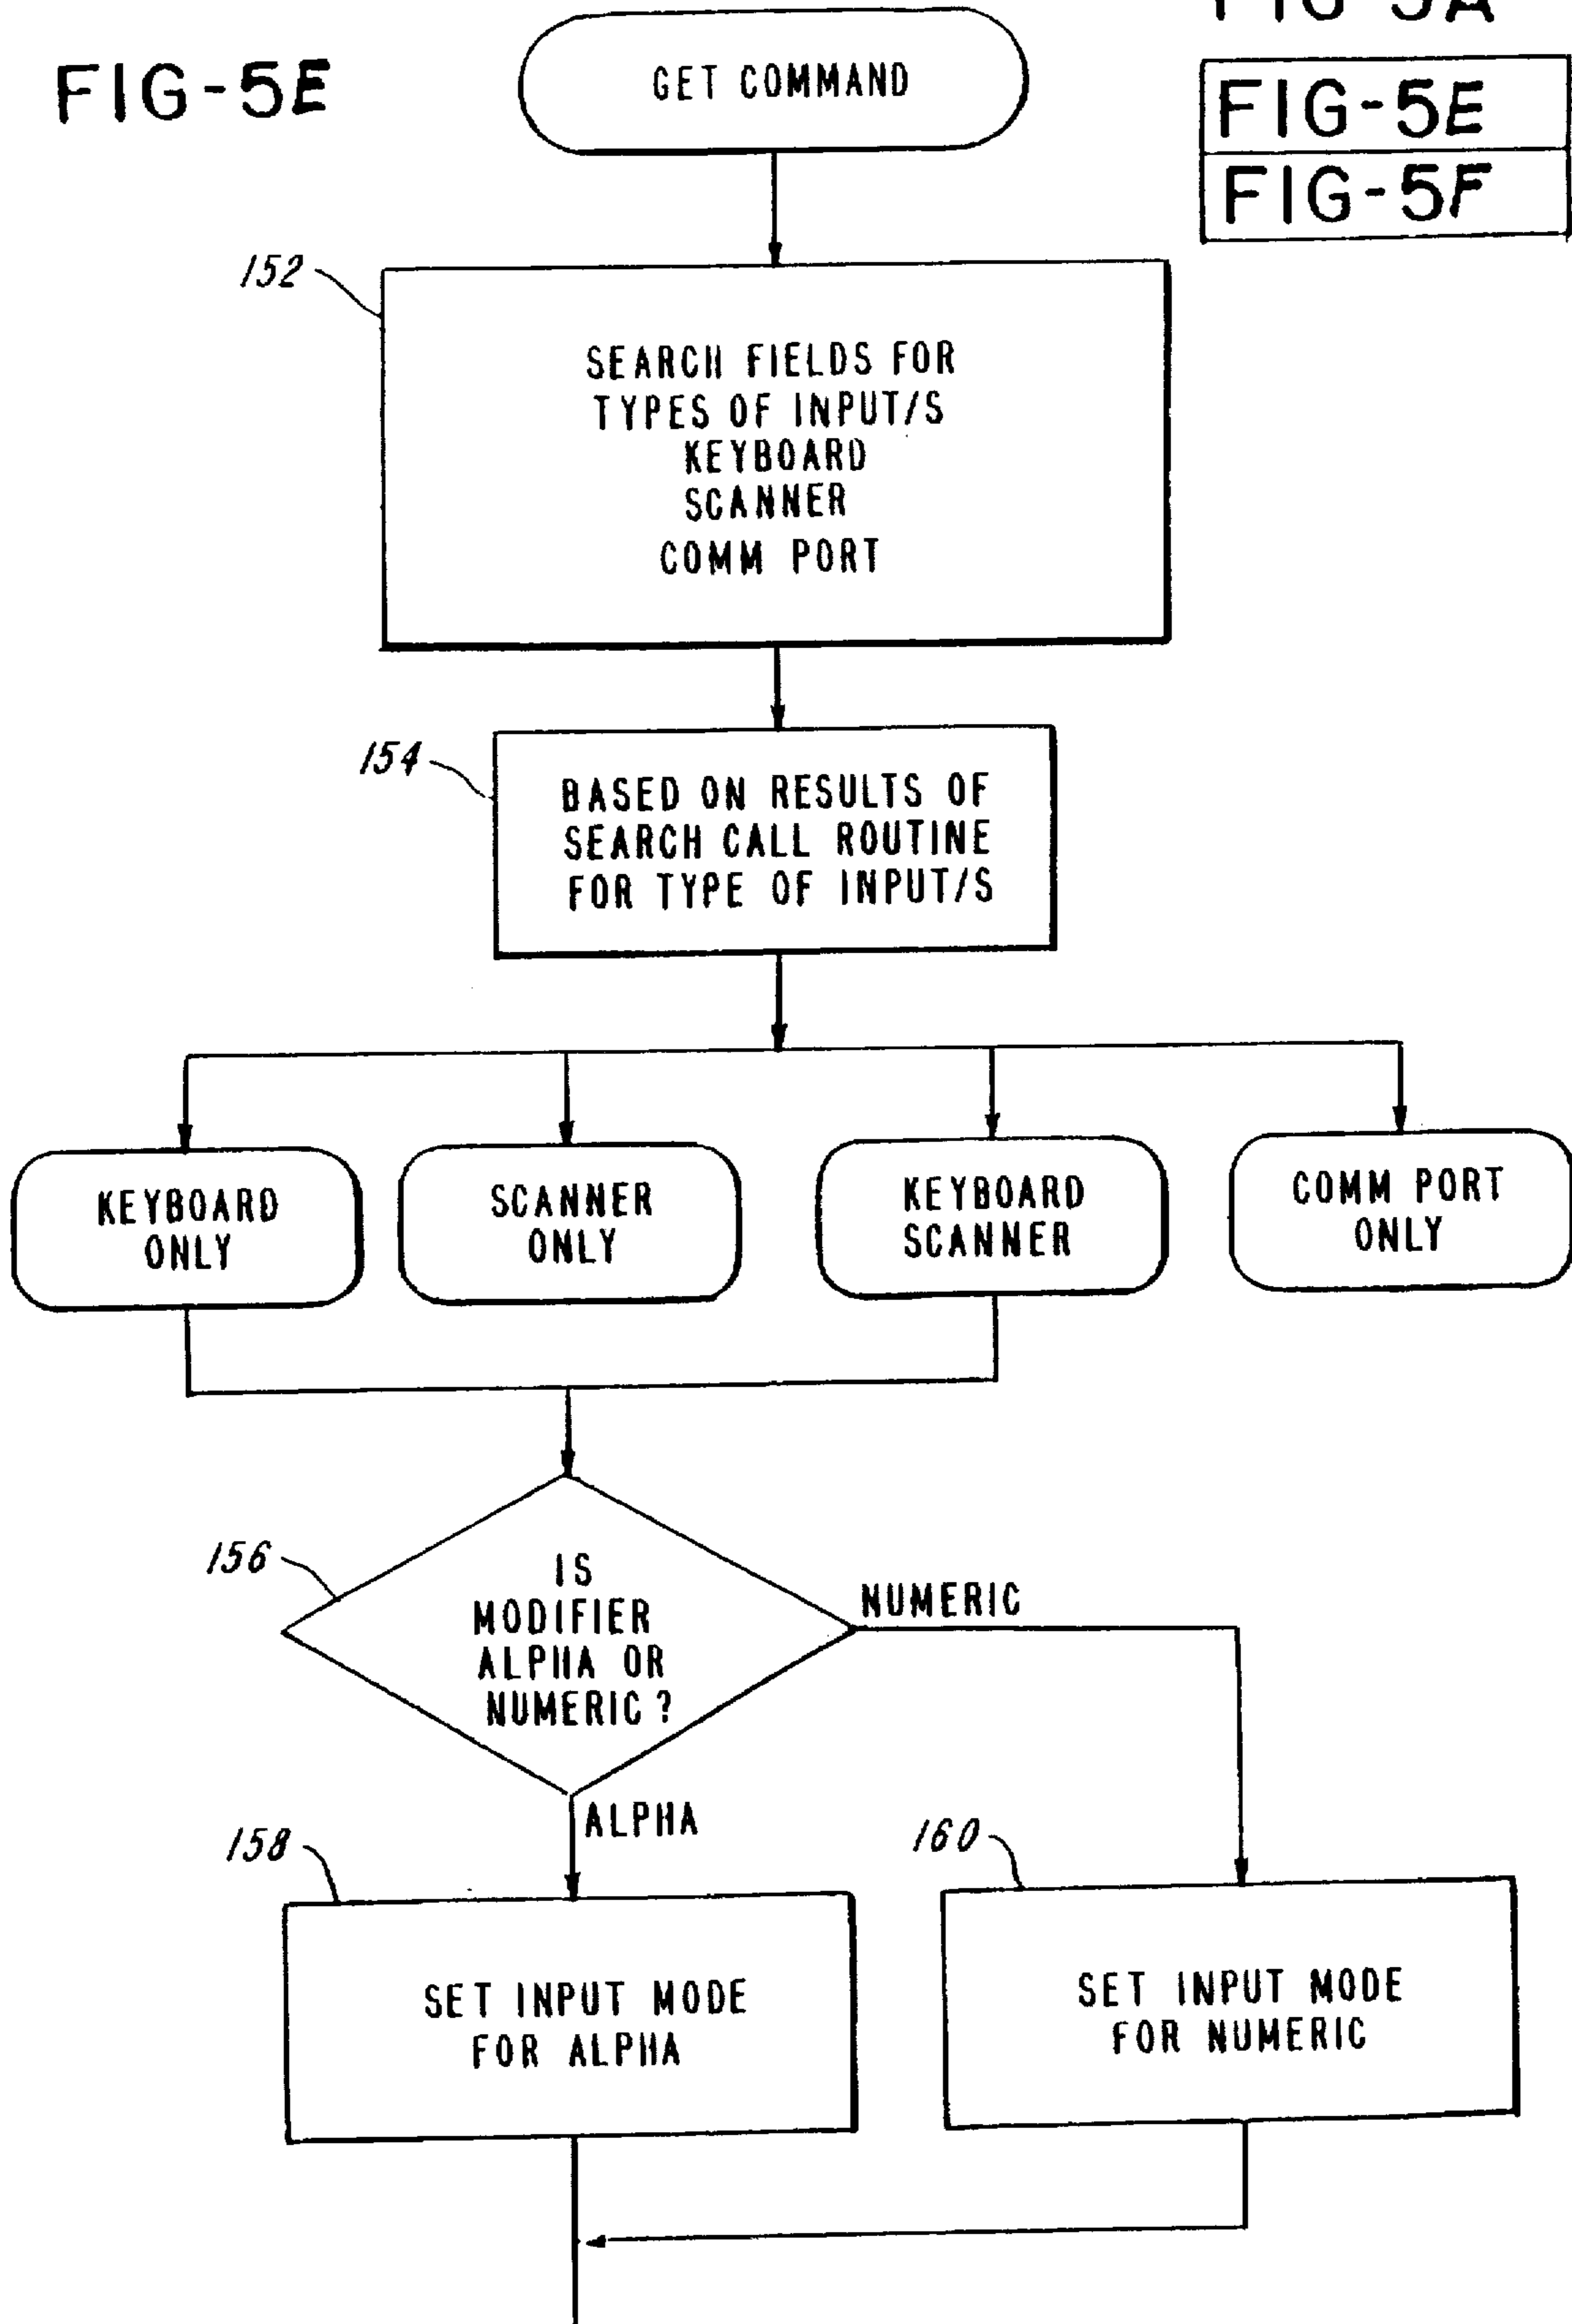 FIG-5E
GET COMMAND
FIG-5A
FIG-5E
FIG-5F
152
SEARCH FIELDS FOR
TYPES OF INPUT/S
KEYBOARD
SCANNER
COMM PORT
154
BASED ON RESULTS OF
SEARCH CALL ROUTINE
FOR TYPE OF INPUT/S
KEYBOARD
ONLY
SCANNER
ONLY
KEYBOARD
SCANNER
COMM PORT
ONLY
156
IS
MODIFIER
ALPHA OR
NUMERIC?
NUMERIC
ALPHA
158
160
SET INPUT MODE
FOR ALPHA
SET INPUT MODE
FOR NUMERIC